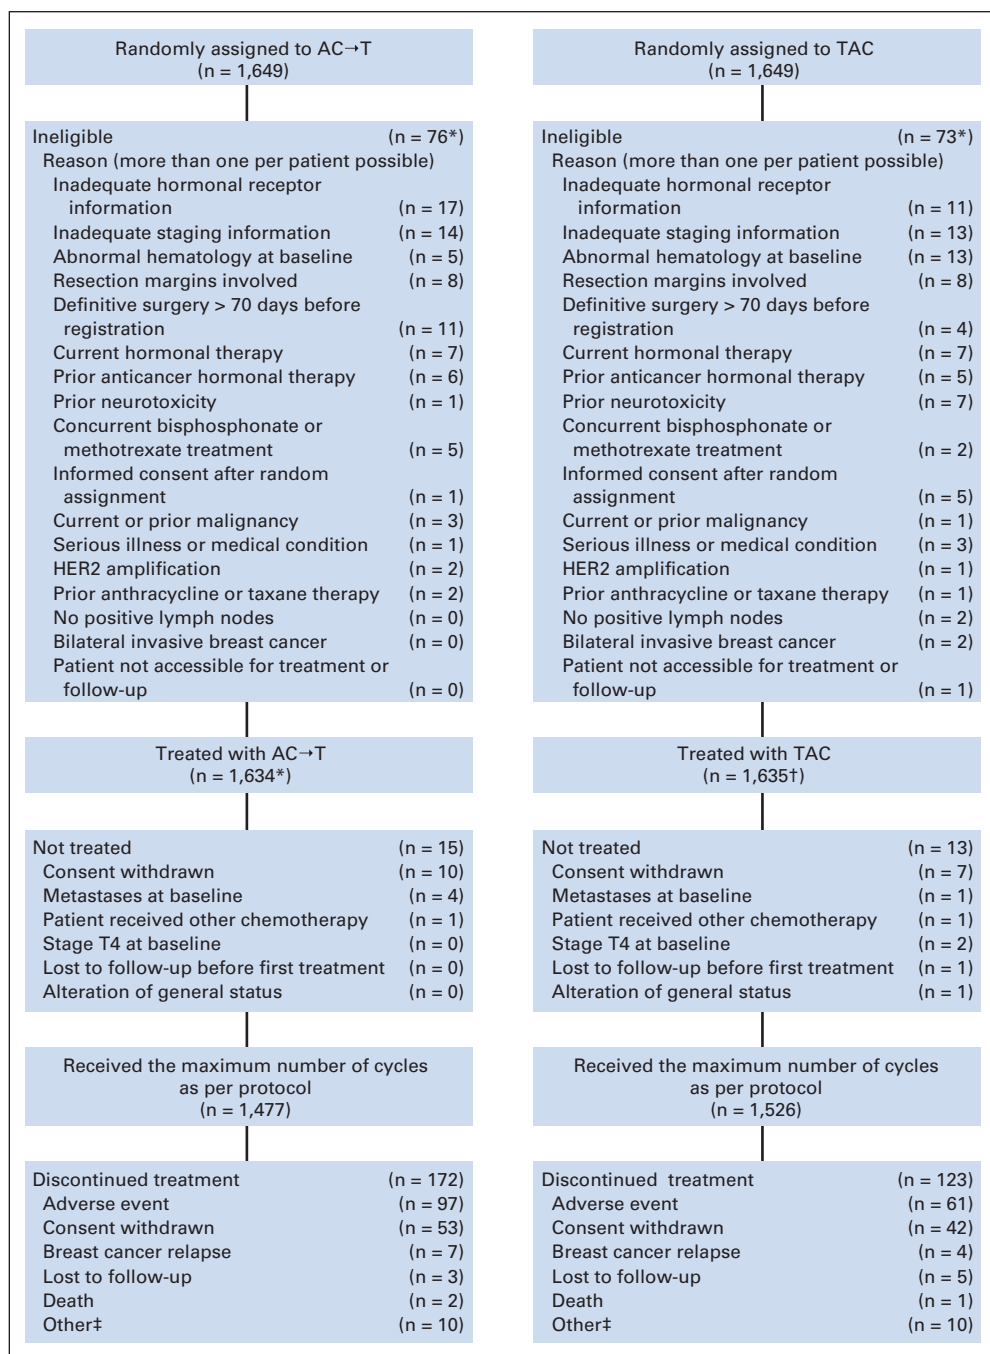 Randomly assigned to AC→T
(n = 1,649)
Ineligible (n = 76*)
Reason (more than one per patient possible)
Inadequate hormonal receptor
information (n = 17)
Inadequate staging information (n = 14)
Abnormal hematology at baseline (n = 5)
Resection margins involved (n = 8)
Definitive surgery > 70 days before
registration (n = 11)
Current hormonal therapy (n = 7)
Prior anticancer hormonal therapy (n = 6)
Prior neurotoxicity (n = 1)
Concurrent bisphosphonate or
methotrexate treatment (n = 5)
Informed consent after random
assignment (n = 1)
Current or prior malignancy (n = 3)
Serious illness or medical condition (n = 1)
HER2 amplification (n = 2)
Prior anthracycline or taxane therapy (n = 2)
No positive lymph nodes (n = 0)
Bilateral invasive breast cancer (n = 0)
Patient not accessible for treatment or
follow-up (n = 0)
Treated with AC→T
(n = 1,634*)
Not treated (n = 15)
Consent withdrawn (n = 10)
Metastases at baseline (n = 4)
Patient received other chemotherapy (n = 1)
Stage T4 at baseline (n = 0)
Lost to follow-up before first treatment (n = 0)
Alteration of general status (n = 0)
Received the maximum number of cycles
as per protocol
(n = 1,477)
Discontinued treatment (n = 172)
Adverse event (n = 97)
Consent withdrawn (n = 53)
Breast cancer relapse (n = 7)
Lost to follow-up (n = 3)
Death (n = 2)
Other‡ (n = 10)
Randomly assigned to TAC
(n = 1,649)
Ineligible (n = 73*)
Reason (more than one per patient possible)
Inadequate hormonal receptor
information (n = 11)
Inadequate staging information (n = 13)
Abnormal hematology at baseline (n = 13)
Resection margins involved (n = 8)
Definitive surgery > 70 days before
registration (n = 4)
Current hormonal therapy (n = 7)
Prior anticancer hormonal therapy (n = 5)
Prior neurotoxicity (n = 7)
Concurrent bisphosphonate or
methotrexate treatment (n = 2)
Informed consent after random
assignment (n = 5)
Current or prior malignancy (n = 1)
Serious illness or medical condition (n = 3)
HER2 amplification (n = 1)
Prior anthracycline or taxane therapy (n = 1)
No positive lymph nodes (n = 2)
Bilateral invasive breast cancer (n = 2)
Patient not accessible for treatment or
follow-up (n = 1)
Treated with TAC
(n = 1,635†)
Not treated (n = 13)
Consent withdrawn (n = 7)
Metastases at baseline (n = 1)
Patient received other chemotherapy (n = 1)
Stage T4 at baseline (n = 2)
Lost to follow-up before first treatment (n = 1)
Alteration of general status (n = 1)
Received the maximum number of cycles
as per protocol
(n = 1,526)
Discontinued treatment (n = 123)
Adverse event (n = 61)
Consent withdrawn (n = 42)
Breast cancer relapse (n = 4)
Lost to follow-up (n = 5)
Death (n = 1)
Other‡ (n = 10)